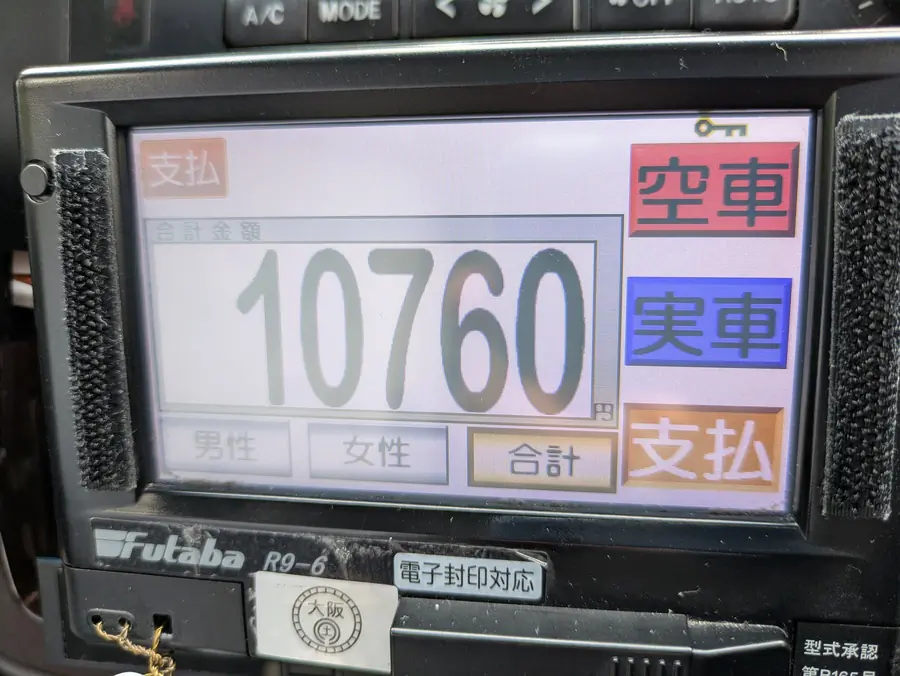 A/C
MODE
支払
空車
合計金額
10760
円
実車
男性
女性
合計
支払
Futaba R9-6
電子封印対応
大阪
型式承認